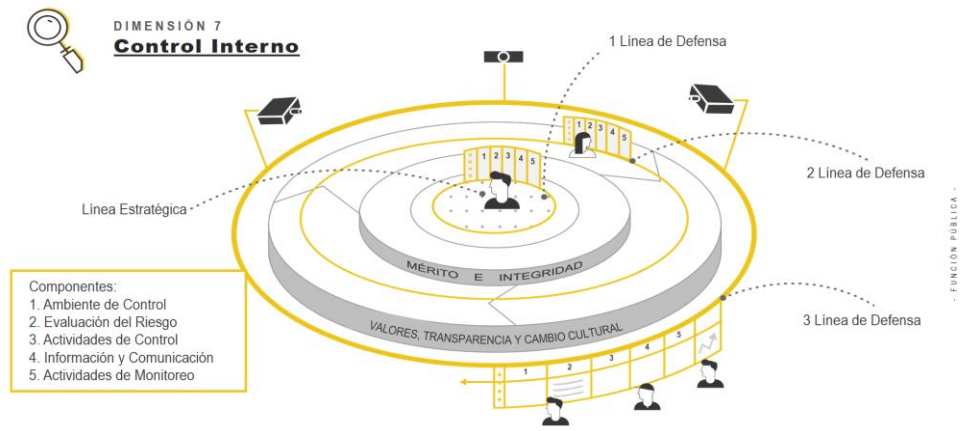 DIMENSIÓN 7
Control Interno
1 Línea de Defensa
1 2 3 4 5
1 2 3 4 5
2 Línea de Defensa
Línea Estratégica
- FUNCIÓN PÚBLICA -
MÉRITO E INTEGRIDAD
Componentes:
1. Ambiente de Control
2. Evaluación del Riesgo
3. Actividades de Control
4. Información y Comunicación
5. Actividades de Monitoreo
VALORES, TRANSPARENCIA Y CAMBIO CULTURAL
3 Línea de Defensa
1 2 3 4 5